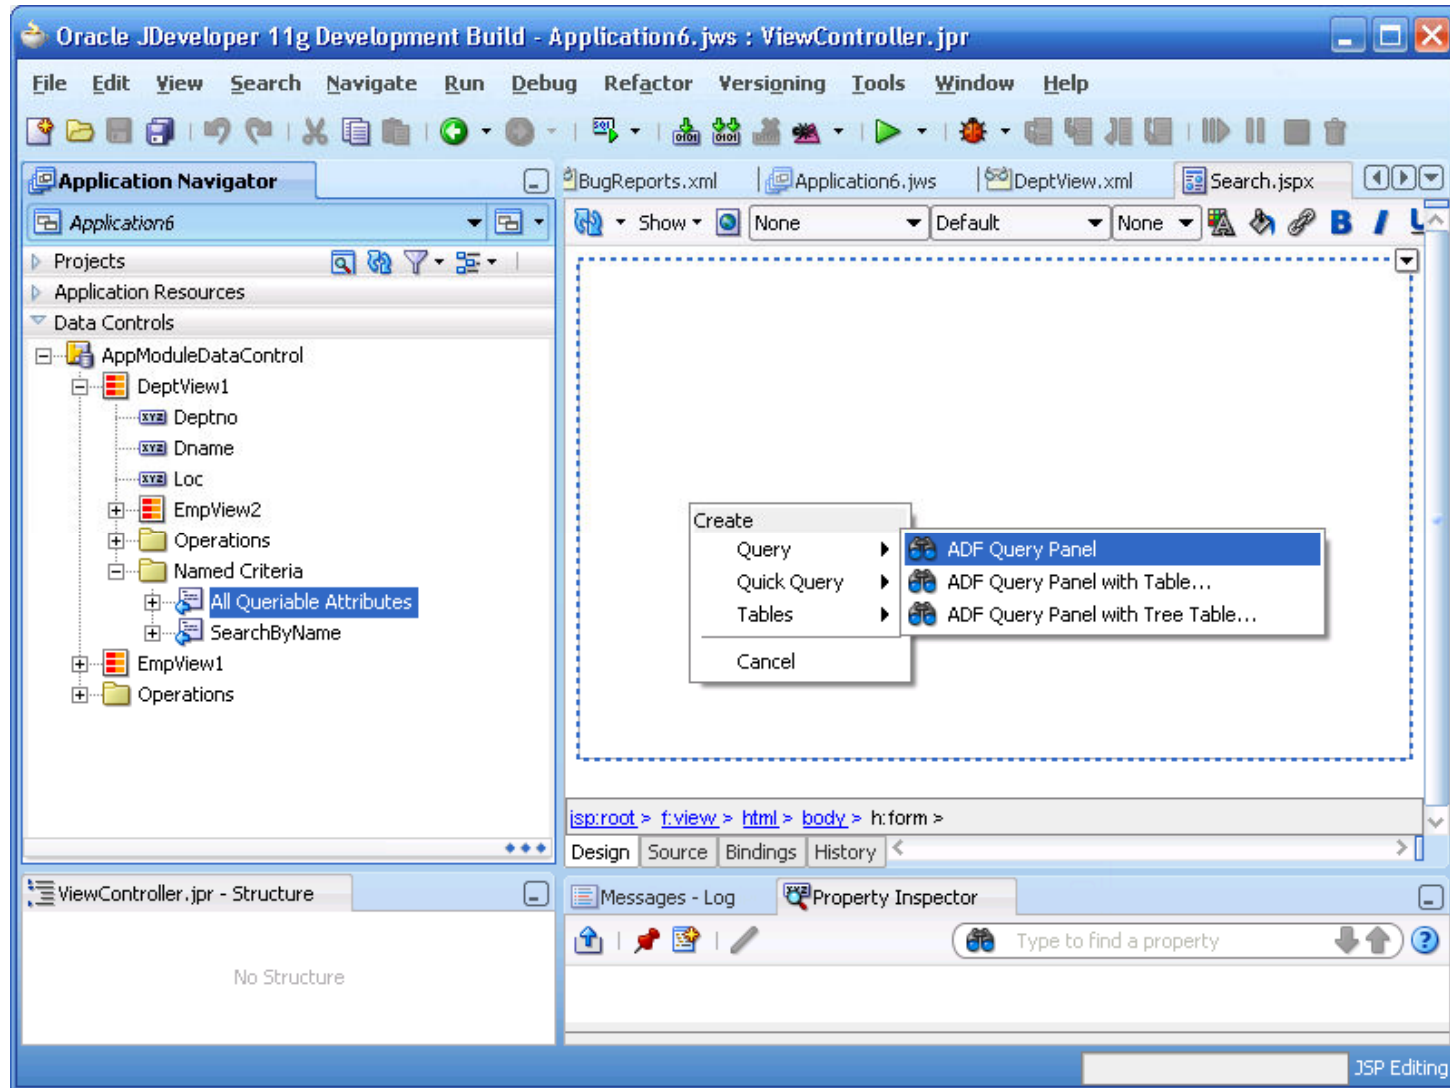 Oracle JDeveloper 11g Development Build - Application6.jws : ViewController.jpr
File Edit View Search Navigate Run Debug Refactor Versioning Tools Window Help
Application Navigator
BugReports.xml Application6.jws DeptView.xml Search.jspx
Application6
Show None Default None B I U
Projects
Application Resources
Data Controls
AppModuleDataControl
DeptView1
Deptno
Dname
Loc
EmpView2
Operations
Named Criteria
All Queriable Attributes
SearchByName
EmpView1
Operations
Create
Query
Quick Query
Tables
Cancel
ADF Query Panel
ADF Query Panel with Table...
ADF Query Panel with Tree Table...
jsp:root > f:view > html > body > h:form >
Design Source Bindings History
ViewController.jpr - Structure
No Structure
Messages - Log Property Inspector
Type to find a property
JSP Editing